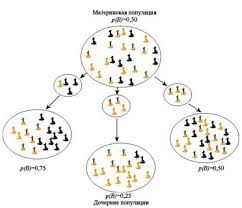 Материнская популяция
p(B)=0,50
p(B)=0,75
p(B)=0,50
p(B)=0,25
Дочерние популяции